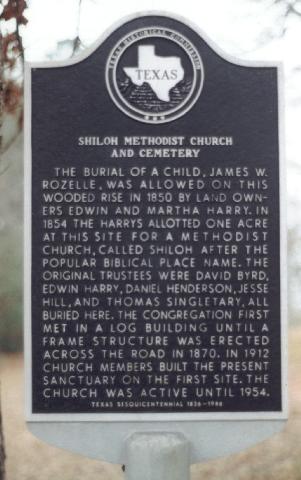 TEXAS HISTORICAL COMMISSION
TEXAS
SHILOH METHODIST CHURCH
AND CEMETERY
THE BURIAL OF A CHILD, JAMES W.
ROZELLE, WAS ALLOWED ON THIS
WOODED RISE IN 1850 BY LAND OWN-
ERS EDWIN AND MARTHA HARRY. IN
1854 THE HARRYS ALLOTTED ONE ACRE
AT THIS SITE FOR A METHODIST
CHURCH, CALLED SHILOH AFTER THE
POPULAR BIBLICAL PLACE NAME. THE
ORIGINAL TRUSTEES WERE DAVID BYRD,
EDWIN HARRY, DANIEL HENDERSON, JESSE
HILL, AND THOMAS SINGLETARY, ALL
BURIED HERE. THE CONGREGATION FIRST
MET IN A LOG BUILDING UNTIL A
FRAME STRUCTURE WAS ERECTED
ACROSS THE ROAD IN 1870. IN 1912
CHURCH MEMBERS BUILT THE PRESENT
SANCTUARY ON THE FIRST SITE. THE
CHURCH WAS ACTIVE UNTIL 1954.
TEXAS SESQUICENTENNIAL 1836-1986